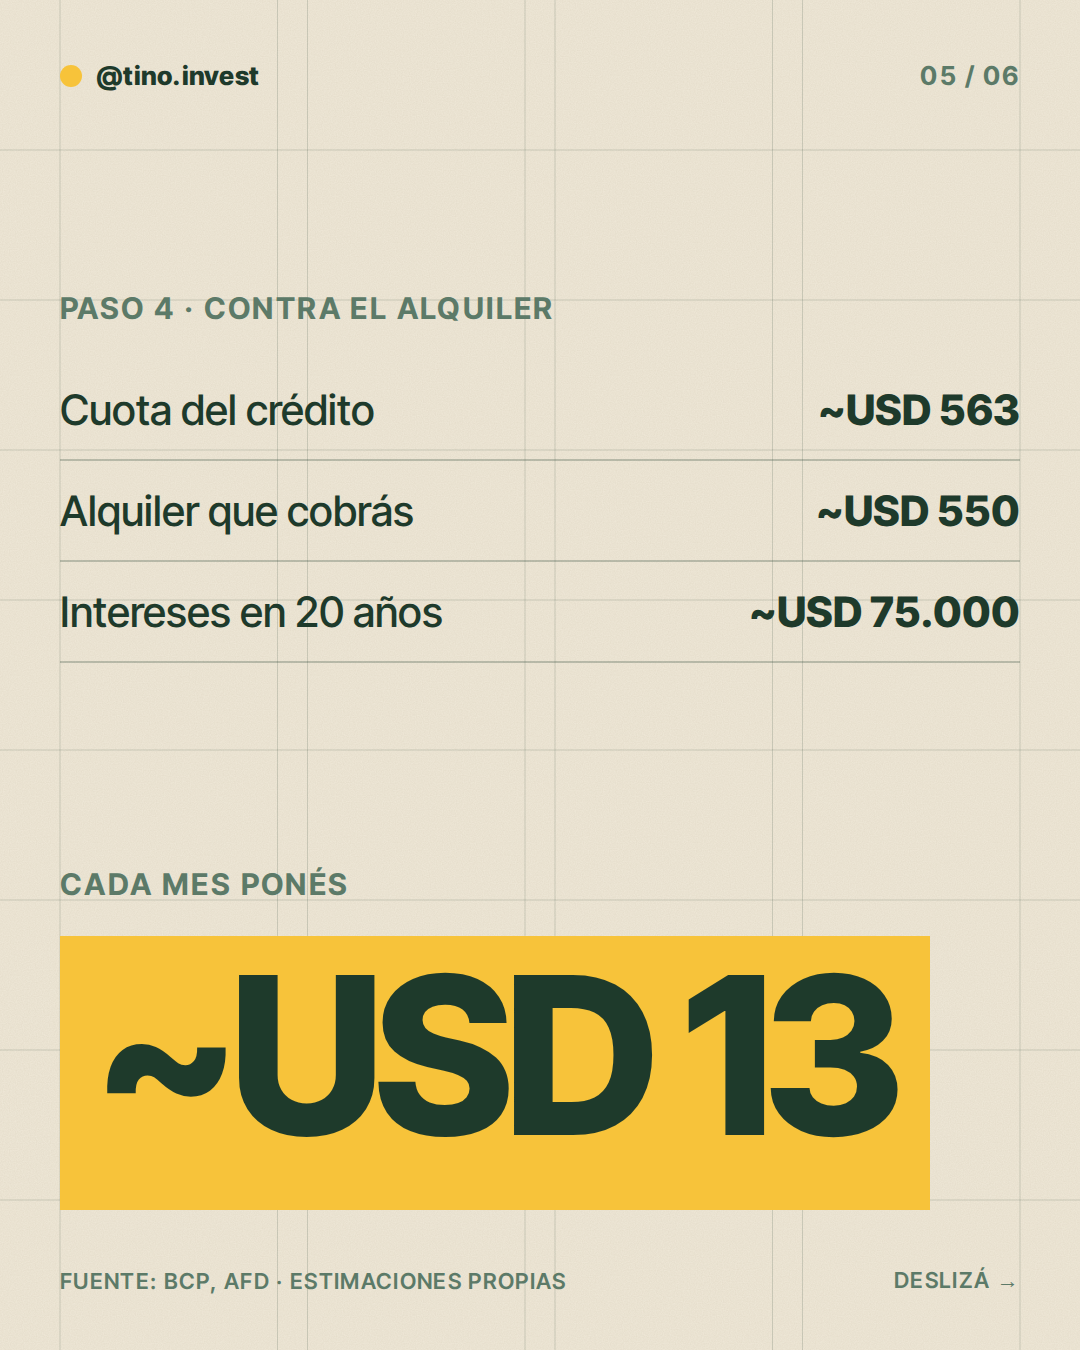 @tino.invest
05 / 06
PASO 4 · CONTRA EL ALQUILER
Cuota del crédito ~USD 563
Alquiler que cobrás ~USD 550
Intereses en 20 años ~USD 75.000
CADA MES PONÉS
~USD 13
FUENTE: BCP, AFD · ESTIMACIONES PROPIAS
DESLIZÁ →